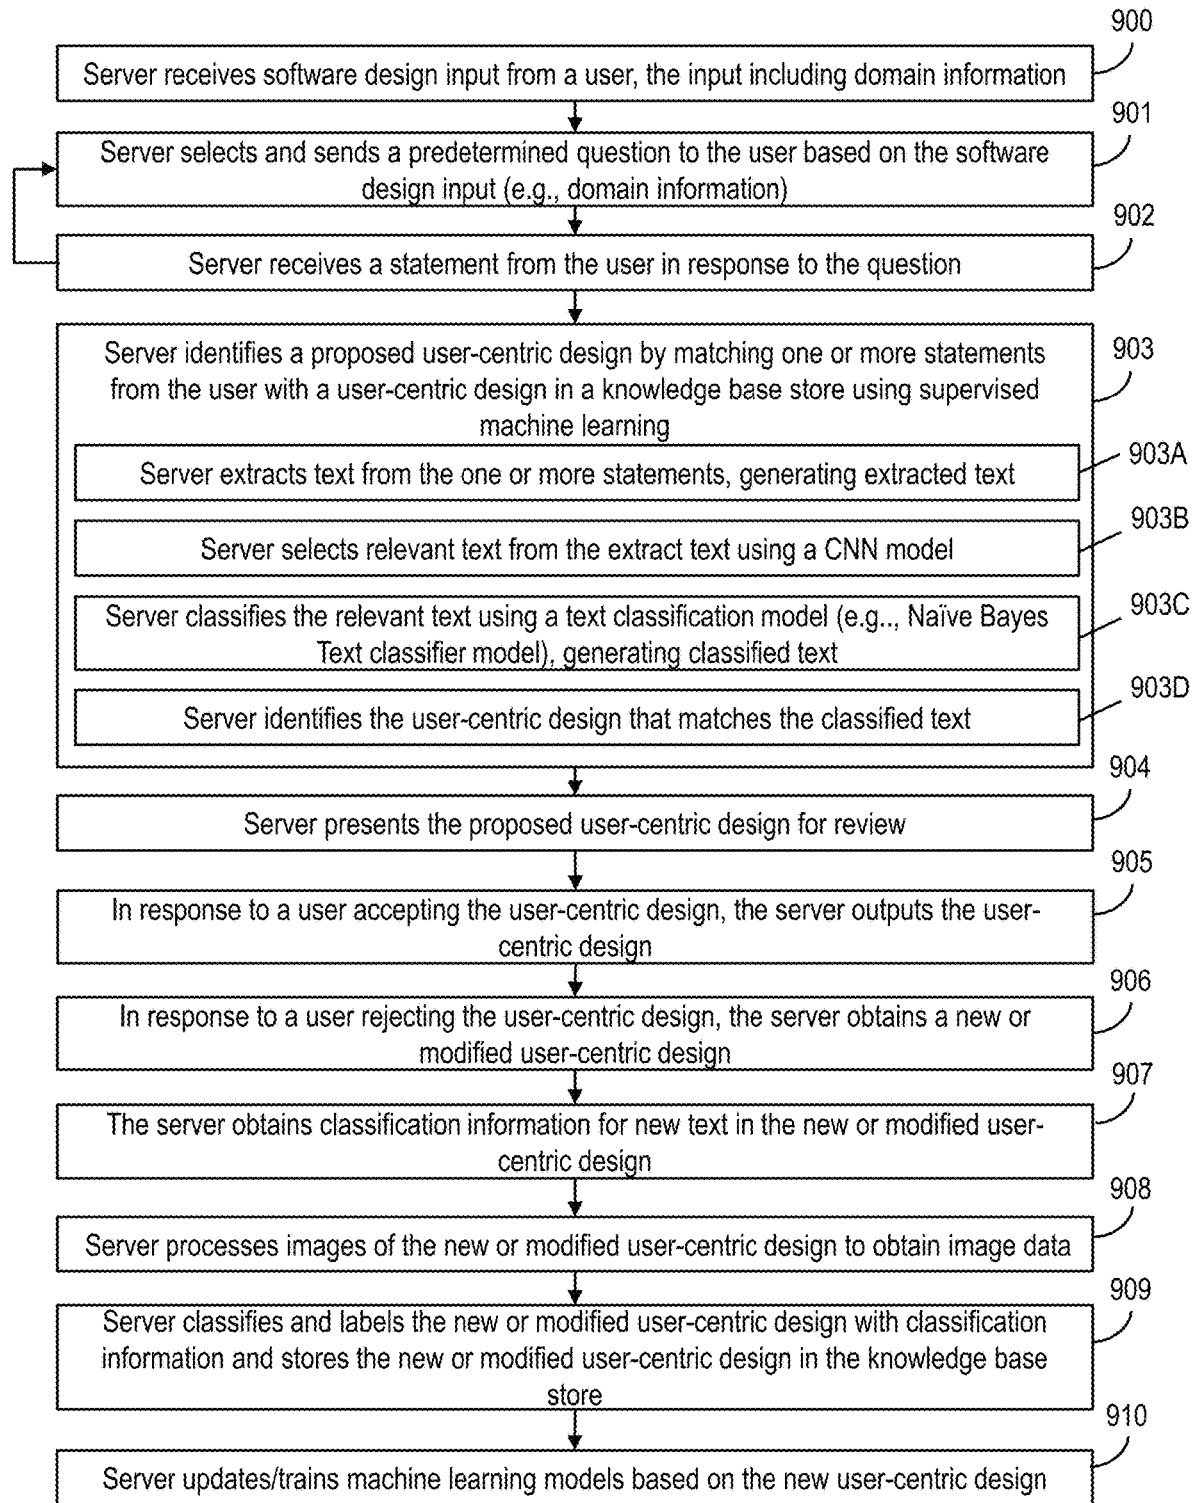 900
Server receives software design input from a user, the input including domain information
901
Server selects and sends a predetermined question to the user based on the software
design input (e.g., domain information)
902
Server receives a statement from the user in response to the question
903
Server identifies a proposed user-centric design by matching one or more statements
from the user with a user-centric design in a knowledge base store using supervised
machine learning
903A
Server extracts text from the one or more statements, generating extracted text
903B
Server selects relevant text from the extract text using a CNN model
903C
Server classifies the relevant text using a text classification model (e.g.., Naïve Bayes
Text classifier model), generating classified text
903D
Server identifies the user-centric design that matches the classified text
904
Server presents the proposed user-centric design for review
905
In response to a user accepting the user-centric design, the server outputs the user-
centric design
906
In response to a user rejecting the user-centric design, the server obtains a new or
modified user-centric design
907
The server obtains classification information for new text in the new or modified user-
centric design
908
Server processes images of the new or modified user-centric design to obtain image data
909
Server classifies and labels the new or modified user-centric design with classification
information and stores the new or modified user-centric design in the knowledge base
store
910
Server updates/trains machine learning models based on the new user-centric design